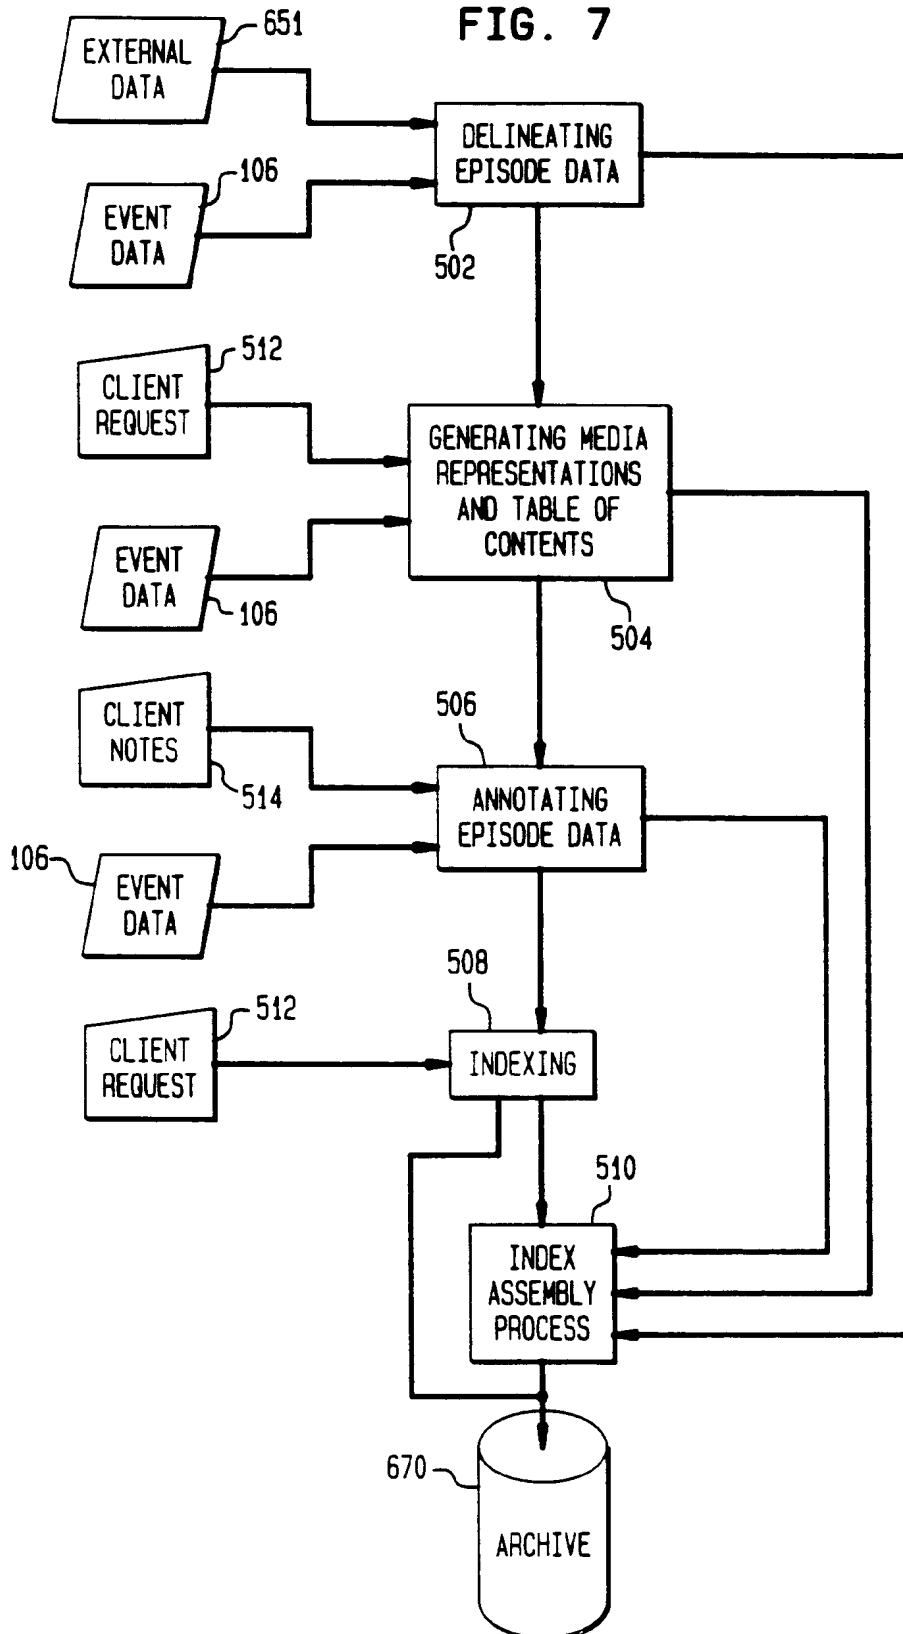 FIG. 7
651
EXTERNAL
DATA
DELINEATING
EPISODE DATA
106
EVENT
DATA
502
512
CLIENT
REQUEST
GENERATING MEDIA
REPRESENTATIONS
AND TABLE OF
CONTENTS
EVENT
DATA
106
504
CLIENT
NOTES
514
506
ANNOTATING
EPISODE DATA
106
EVENT
DATA
508
512
CLIENT
REQUEST
INDEXING
510
INDEX
ASSEMBLY
PROCESS
670
ARCHIVE